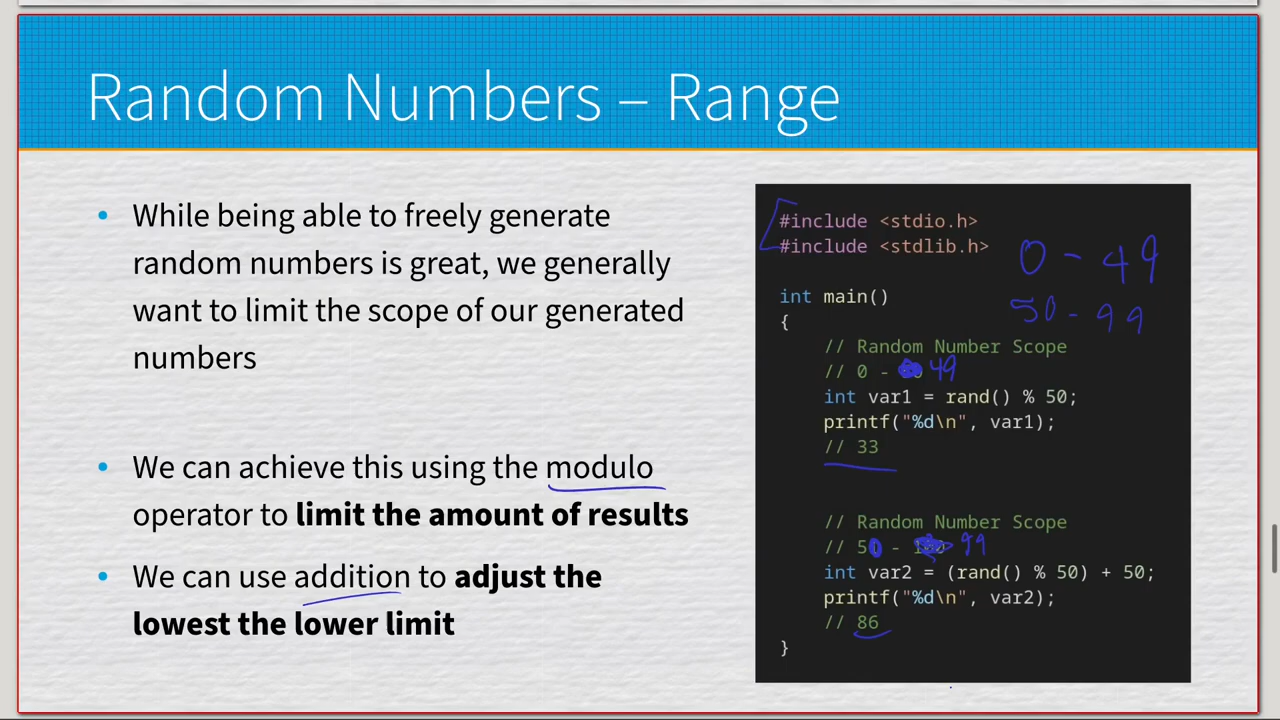 Random Numbers – Range
While being able to freely generate
random numbers is great, we generally
want to limit the scope of our generated
numbers
We can achieve this using the modulo
operator to limit the amount of results
We can use addition to adjust the
lowest the lower limit
#include <stdio.h>
#include <stdlib.h>
0 - 49
50 - 99
int main()
{
// Random Number Scope
// 0 - 49
int var1 = rand() % 50;
printf("%d\n", var1);
// 33
// Random Number Scope
// 50 - 99
int var2 = (rand() % 50) + 50;
printf("%d\n", var2);
// 86
}